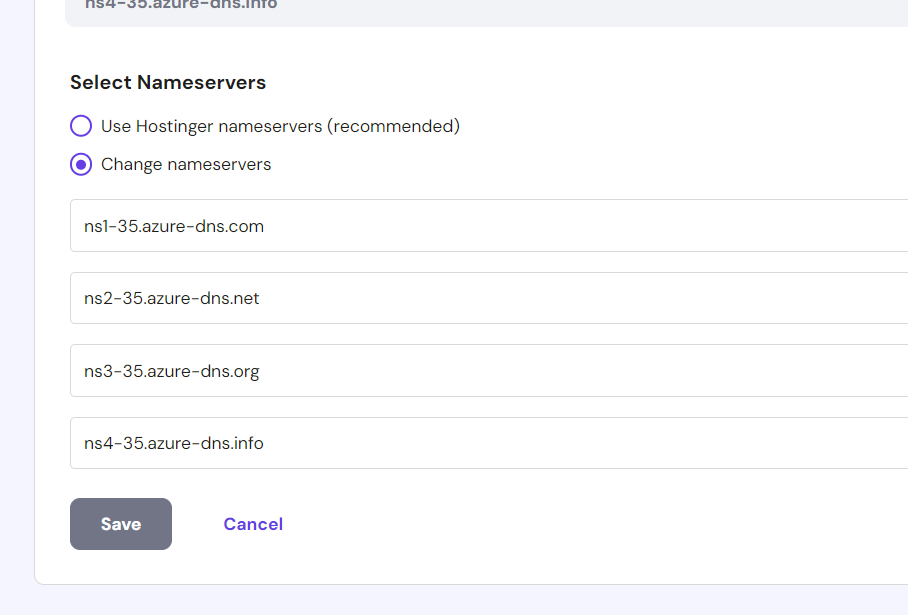 ns4-35.azure-dns.info
Select Nameservers
Use Hostinger nameservers (recommended)
Change nameservers
ns1-35.azure-dns.com
ns2-35.azure-dns.net
ns3-35.azure-dns.org
ns4-35.azure-dns.info
Save Cancel